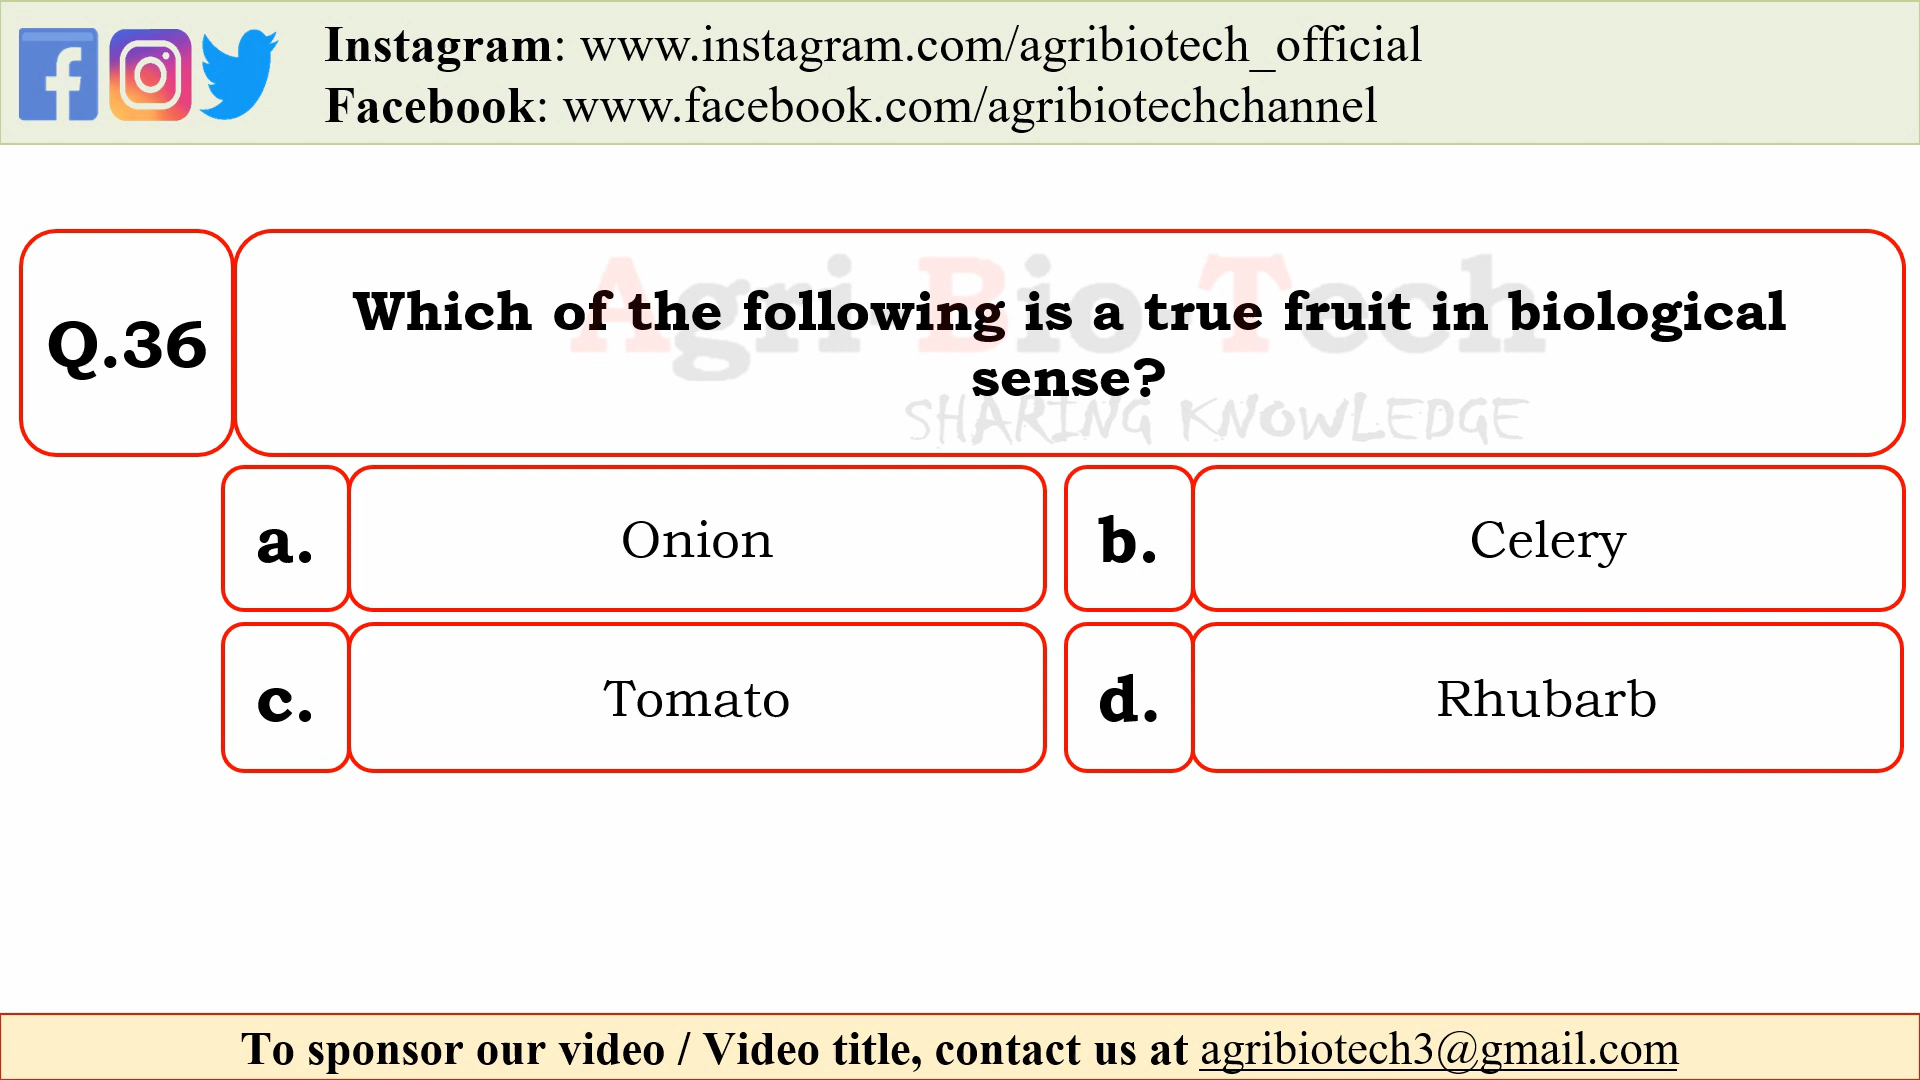 Instagram: www.instagram.com/agribiotech_official
Facebook: www.facebook.com/agribiotechchannel
Agri Bio Tech
SHARING KNOWLEDGE
Q.36
Which of the following is a true fruit in biological
sense?
a.
Onion
b.
Celery
c.
Tomato
d.
Rhubarb
To sponsor our video / Video title, contact us at agribiotech3@gmail.com